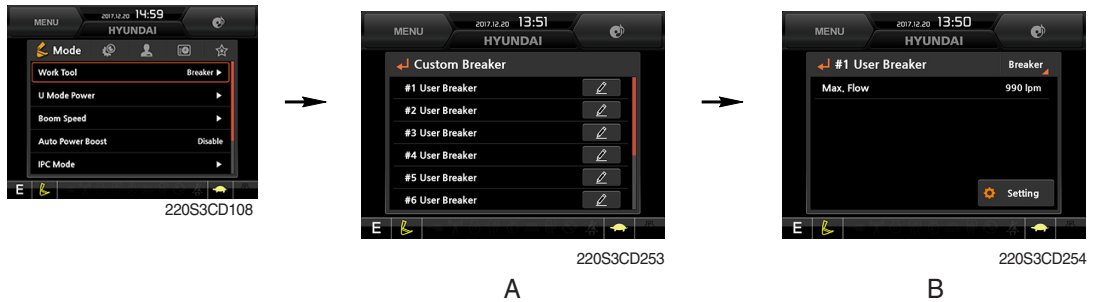 MENU 2017.12.20 14:59
HYUNDAI
Mode
Work Tool Breaker ▶
U Mode Power ▶
Boom Speed ▶
Auto Power Boost Disable
IPC Mode ▶
E
220S3CD108
MENU 2017.12.20 13:51
HYUNDAI
Custom Breaker
#1 User Breaker
#2 User Breaker
#3 User Breaker
#4 User Breaker
#5 User Breaker
#6 User Breaker
E
220S3CD253
A
MENU 2017.12.20 13:50
HYUNDAI
#1 User Breaker Breaker
Max, Flow 990 lpm
Setting
E
220S3CD254
B